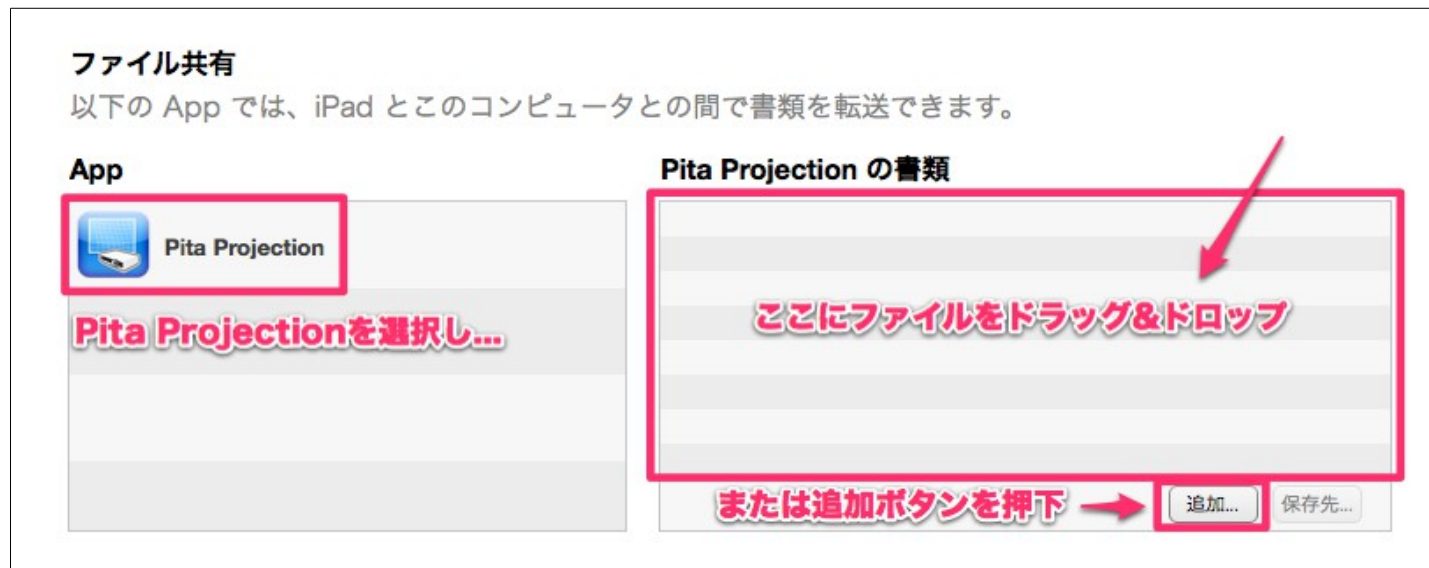 ファイル共有
以下の App では、iPad とこのコンピュータとの間で書類を転送できます。
App
Pita Projection
Pita Projectionを選択し...
Pita Projection の書類
ここにファイルをドラッグ&ドロップ
または追加ボタンを押下
追加...
保存先...